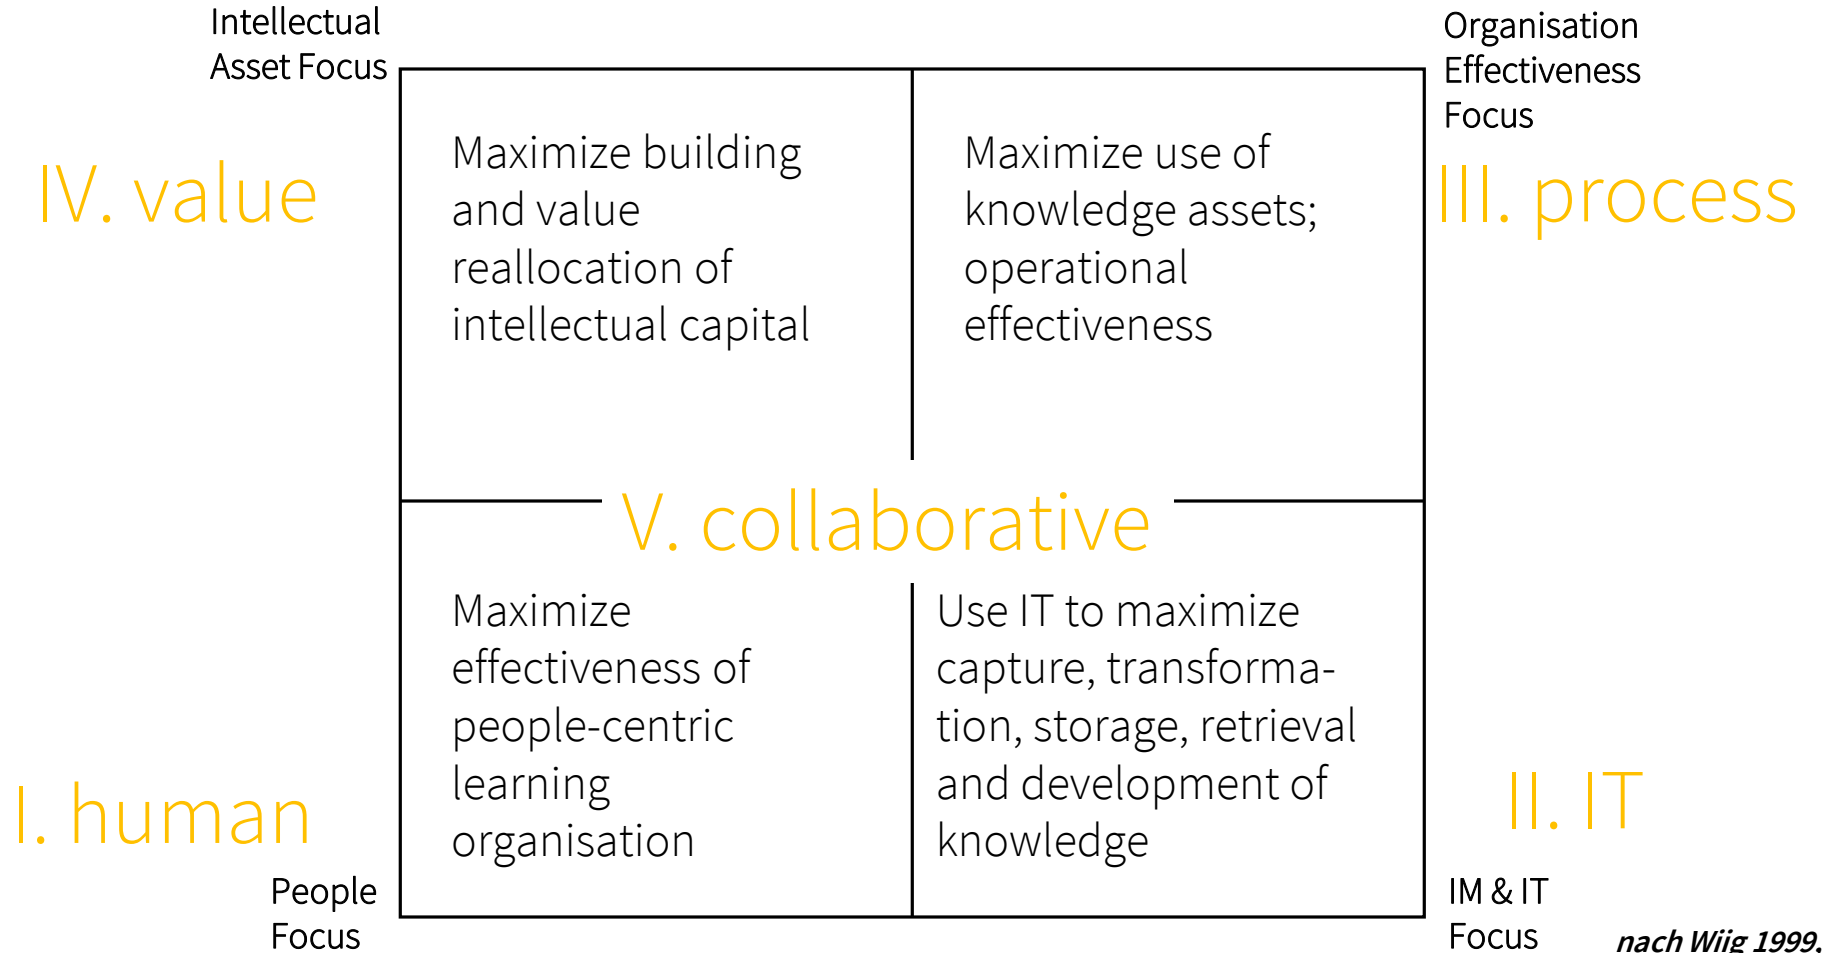 Intellectual
Asset Focus
Organisation
Effectiveness
Focus
IV. value
Maximize building
and value
reallocation of
intellectual capital
Maximize use of
knowledge assets;
operational
effectiveness
III. process
V. collaborative
I. human
Maximize
effectiveness of
people-centric
learning
organisation
Use IT to maximize
capture, transforma-
tion, storage, retrieval
and development of
knowledge
II. IT
People
Focus
IM & IT
Focus
nach Wiig 1999.